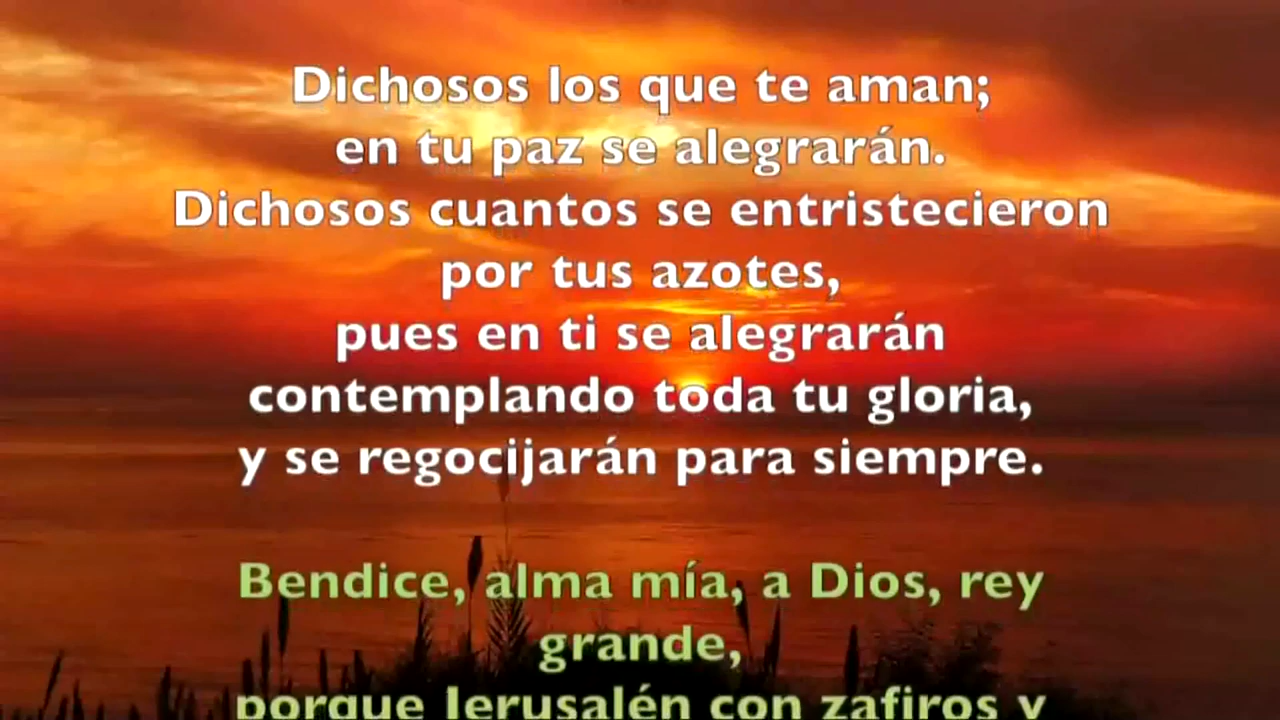 Dichosos los que te aman;
en tu paz se alegrarán.
Dichosos cuantos se entristecieron
por tus azotes,
pues en ti se alegrarán
contemplando toda tu gloria,
y se regocijarán para siempre.
Bendice, alma mía, a Dios, rey
grande,
porque Jerusalén con zafiros y